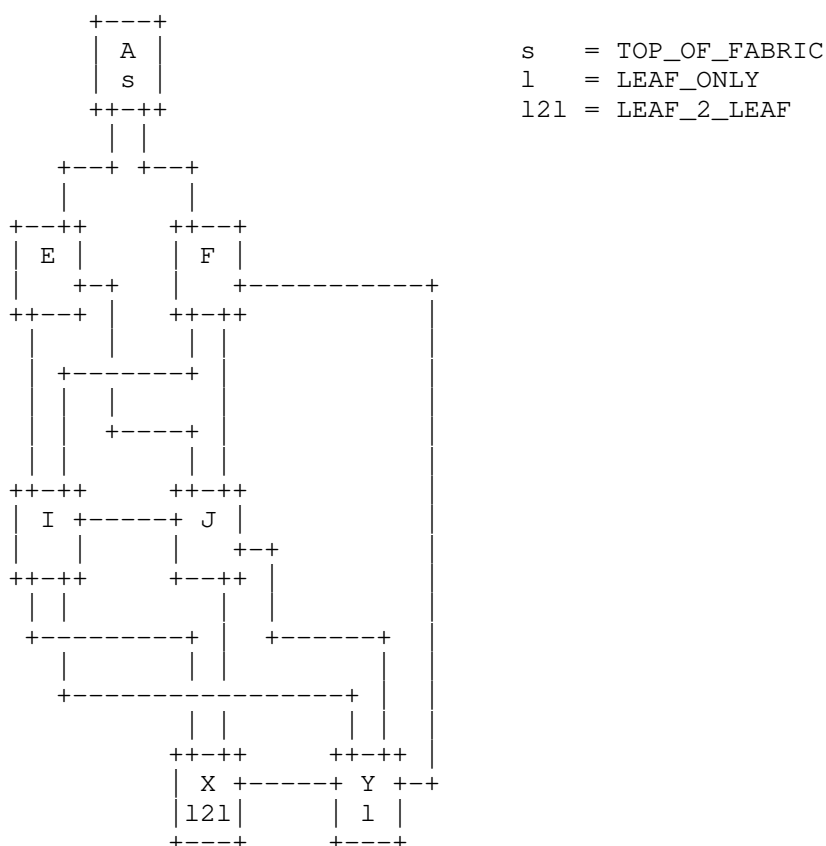 A
s
s = TOP_OF_FABRIC
l = LEAF_ONLY
l2l = LEAF_2_LEAF
E F
I J
X Y
l2l l